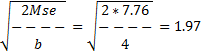 √(2Mse / b) = √(2 * 7.76 / 4) = 1.97